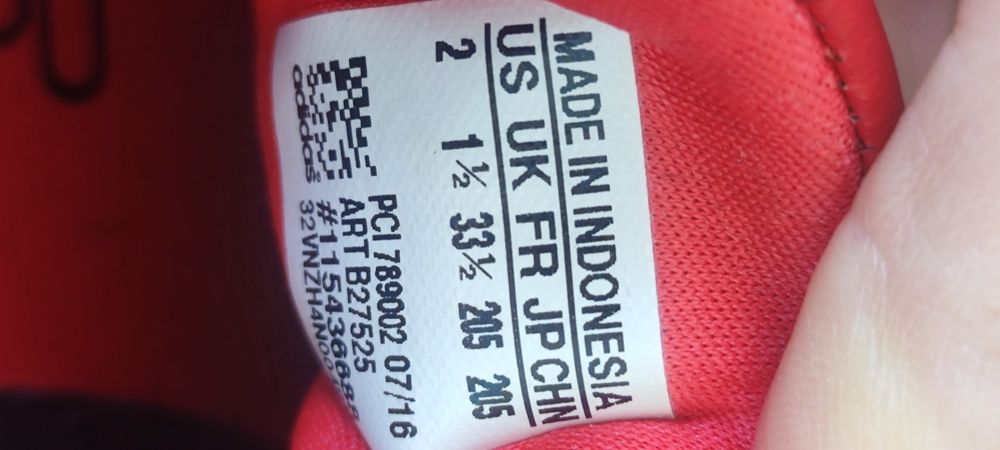 MADE IN INDONESIA
US UK FR JP CHN
2 1½ 33½ 205 205
PCI 789002 07/16
ART B27525
#115436688
adidas